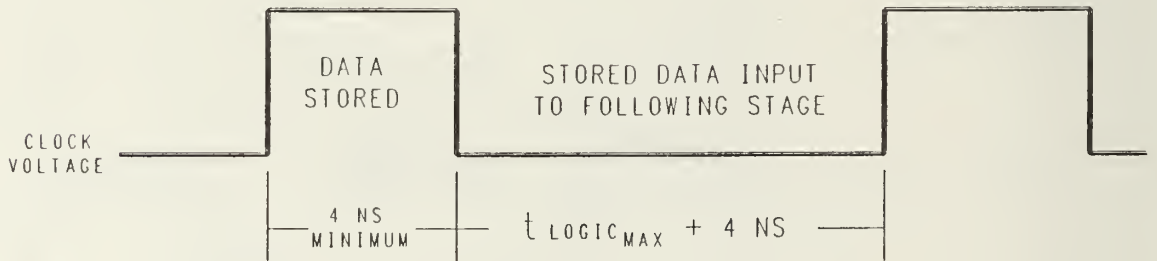 DATA
STORED
STORED DATA INPUT
TO FOLLOWING STAGE
CLOCK
VOLTAGE
4 NS
MINIMUM
t LOGIC MAX + 4 NS